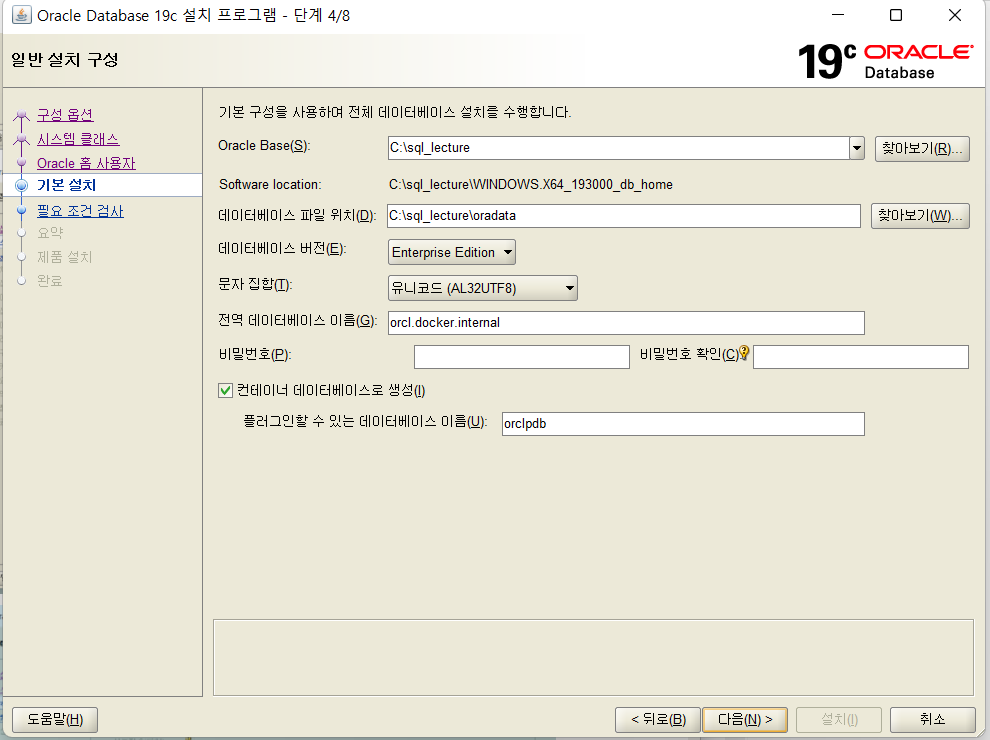 Oracle Database 19c 설치 프로그램 - 단계 4/8
일반 설치 구성
19c ORACLE
Database
구성 옵션
시스템 클래스
Oracle 홈 사용자
기본 설치
필요 조건 검사
요약
제품 설치
완료
기본 구성을 사용하여 전체 데이터베이스 설치를 수행합니다.
Oracle Base(S): C:\sql_lecture 찾아보기(R)...
Software location: C:\sql_lecture\WINDOWS.X64_193000_db_home
데이터베이스 파일 위치(D): C:\sql_lecture\oradata 찾아보기(W)...
데이터베이스 버전(E): Enterprise Edition
문자 집합(T): 유니코드 (AL32UTF8)
전역 데이터베이스 이름(G): orcl.docker.internal
비밀번호(P): 비밀번호 확인(C)
컨테이너 데이터베이스로 생성(I)
플러그인할 수 있는 데이터베이스 이름(U): orclpdb
도움말(H) < 뒤로(B) 다음(N) > 설치(I) 취소